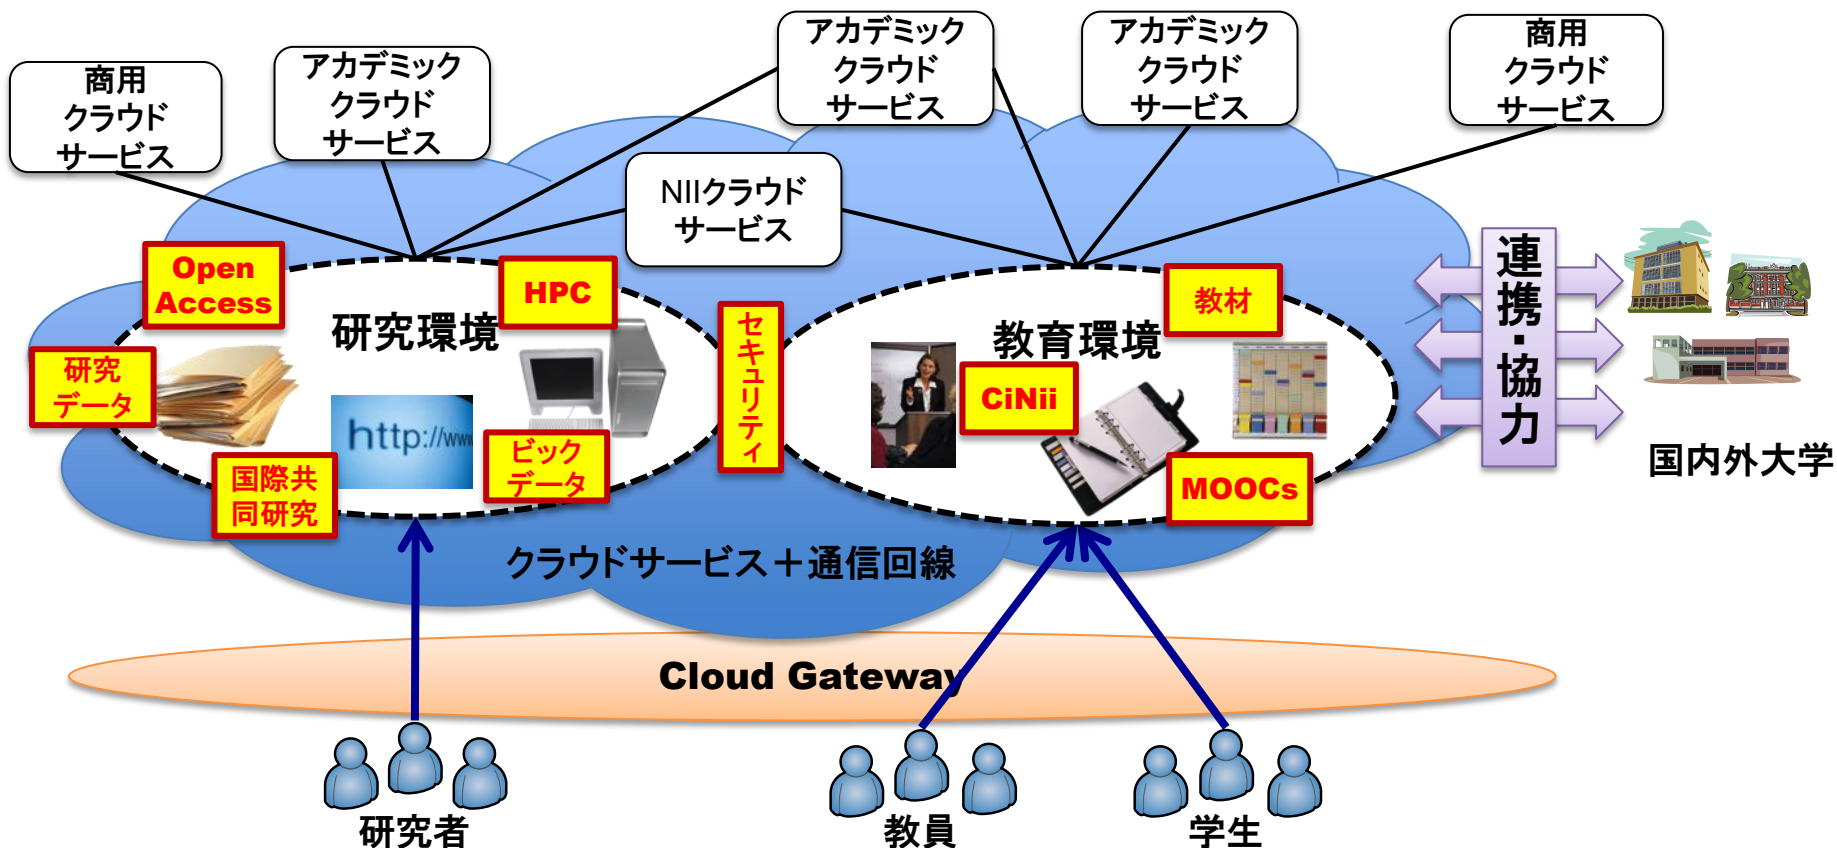 商用
クラウド
サービス
アカデミック
クラウド
サービス
アカデミック
クラウド
サービス
アカデミック
クラウド
サービス
商用
クラウド
サービス
NIIクラウド
サービス
Open
Access
HPC
研究環境
研究
データ
http://www
国際共
同研究
ビック
データ
セキュリティ
教材
教育環境
CiNii
MOOCs
連携・協力
国内外大学
クラウドサービス＋通信回線
Cloud Gateway
研究者
教員
学生